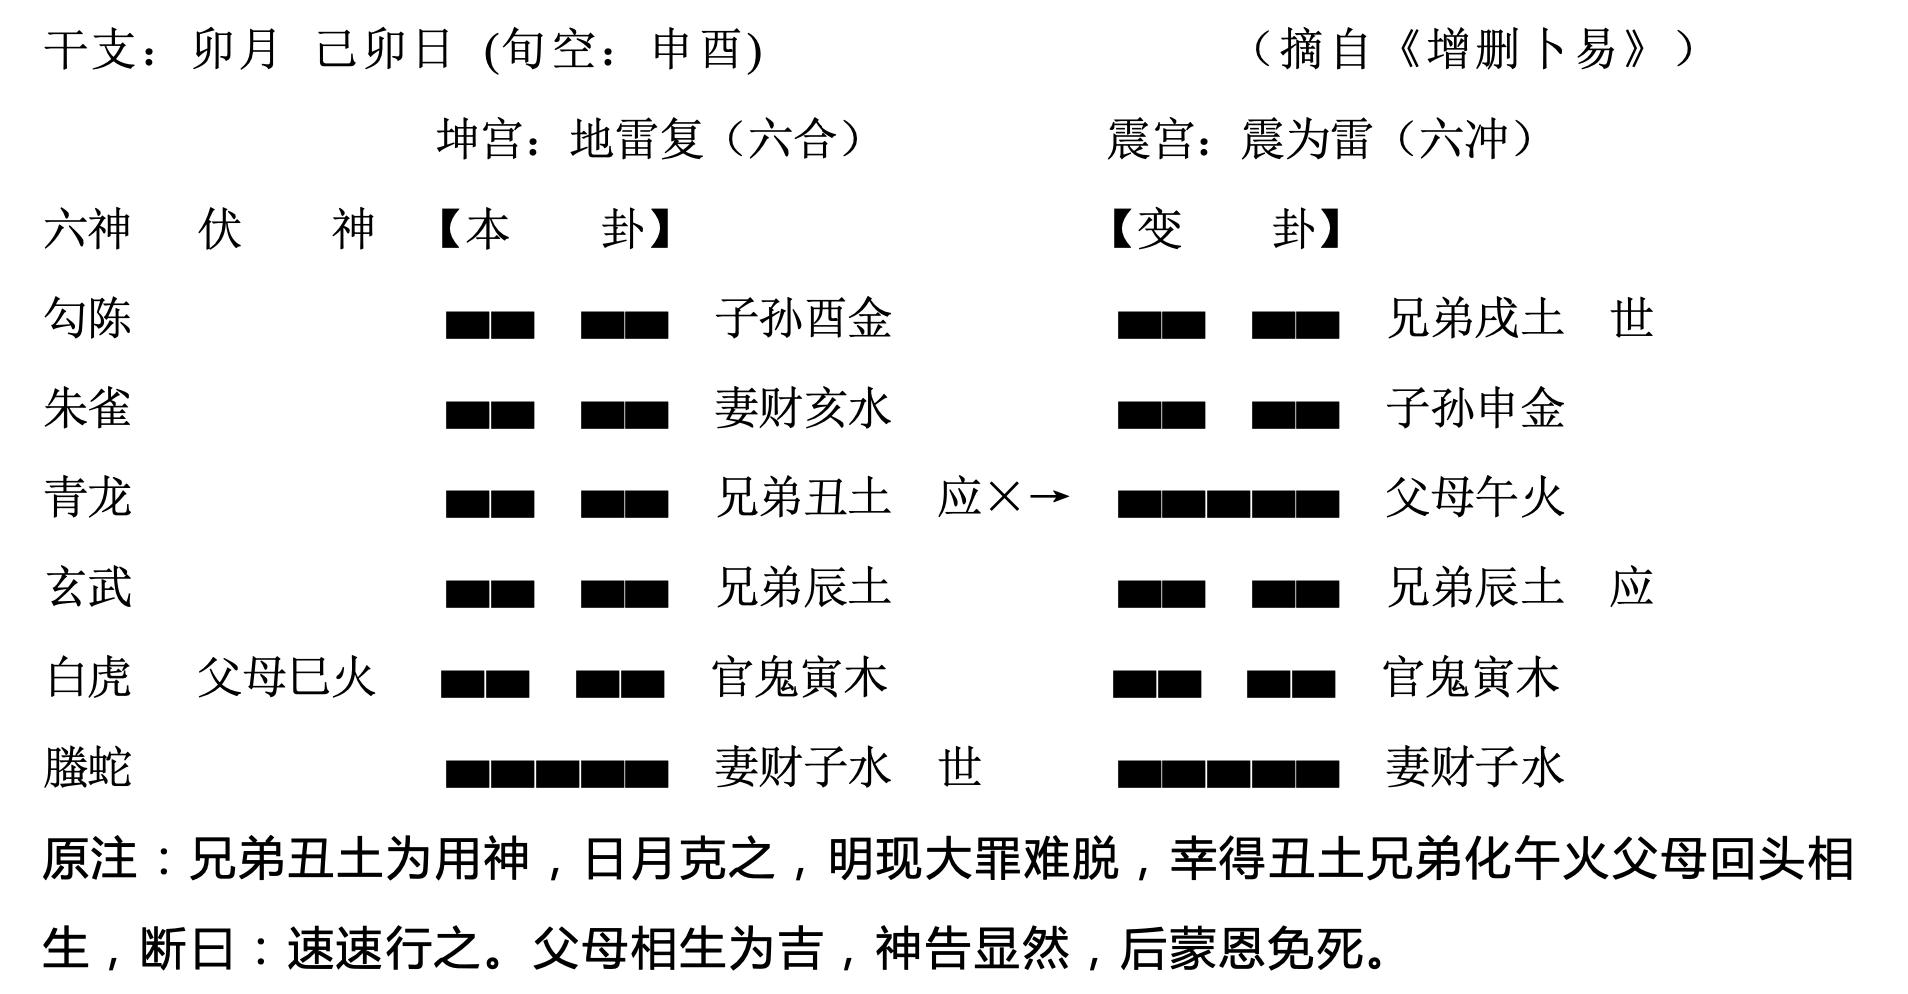 干支：卯月 己卯日 (旬空：申酉) （摘自《增删卜易》）
坤宫：地雷复（六合） 震宫：震为雷（六冲）
六神 伏 神 【本 卦】 【变 卦】
勾陈 子孙酉金 兄弟戌土 世
朱雀 妻财亥水 子孙申金
青龙 兄弟丑土 应×→ 父母午火
玄武 兄弟辰土 兄弟辰土 应
白虎 父母巳火 官鬼寅木 官鬼寅木
螣蛇 妻财子水 世 妻财子水
原注：兄弟丑土为用神，日月克之，明现大罪难脱，幸得丑土兄弟化午火父母回头相
生，断曰：速速行之。父母相生为吉，神告显然，后蒙恩免死。